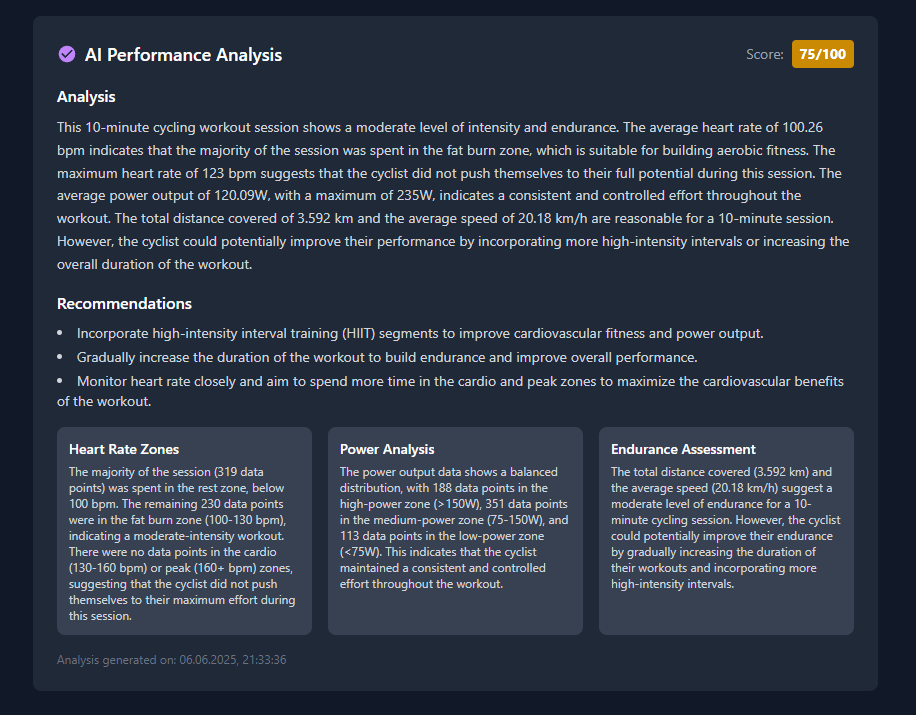 AI Performance Analysis
Score: 75/100
Analysis
This 10-minute cycling workout session shows a moderate level of intensity and endurance. The average heart rate of 100.26
bpm indicates that the majority of the session was spent in the fat burn zone, which is suitable for building aerobic fitness. The
maximum heart rate of 123 bpm suggests that the cyclist did not push themselves to their full potential during this session. The
average power output of 120.09W, with a maximum of 235W, indicates a consistent and controlled effort throughout the
workout. The total distance covered of 3.592 km and the average speed of 20.18 km/h are reasonable for a 10-minute session.
However, the cyclist could potentially improve their performance by incorporating more high-intensity intervals or increasing the
overall duration of the workout.
Recommendations
• Incorporate high-intensity interval training (HIIT) segments to improve cardiovascular fitness and power output.
• Gradually increase the duration of the workout to build endurance and improve overall performance.
• Monitor heart rate closely and aim to spend more time in the cardio and peak zones to maximize the cardiovascular benefits
of the workout.
Heart Rate Zones
The majority of the session (319 data
points) was spent in the rest zone, below
100 bpm. The remaining 230 data points
were in the fat burn zone (100-130 bpm),
indicating a moderate-intensity workout.
There were no data points in the cardio
(130-160 bpm) or peak (160+ bpm) zones,
suggesting that the cyclist did not push
themselves to their maximum effort during
this session.
Power Analysis
The power output data shows a balanced
distribution, with 188 data points in the
high-power zone (>150W), 351 data points
in the medium-power zone (75-150W), and
113 data points in the low-power zone
(<75W). This indicates that the cyclist
maintained a consistent and controlled
effort throughout the workout.
Endurance Assessment
The total distance covered (3.592 km) and
the average speed (20.18 km/h) suggest a
moderate level of endurance for a 10-
minute cycling session. However, the cyclist
could potentially improve their endurance
by gradually increasing the duration of
their workouts and incorporating more
high-intensity intervals.
Analysis generated on: 06.06.2025, 21:33:36